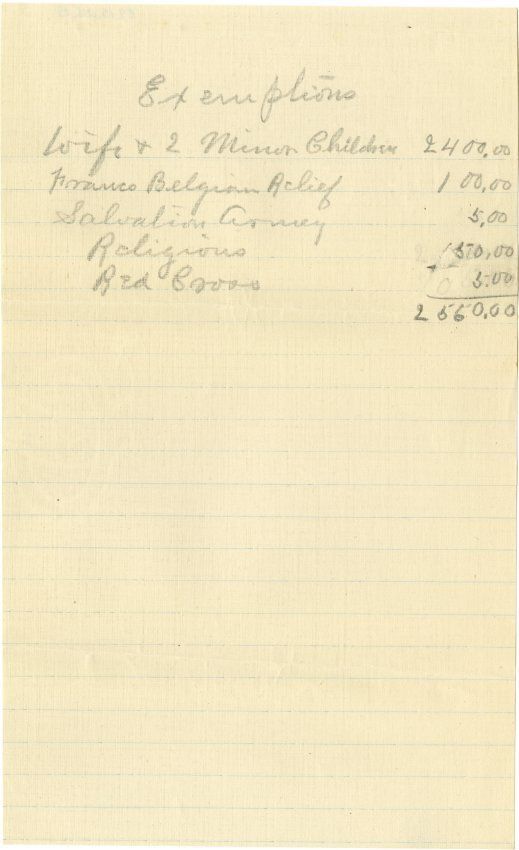 Exemptions
Wife & 2 Minor Children 2400,00
Franco Belgian Relief 100,00
Salvation Armey 5,00
Religious 50,00
Red Cross 5.00
2560,00